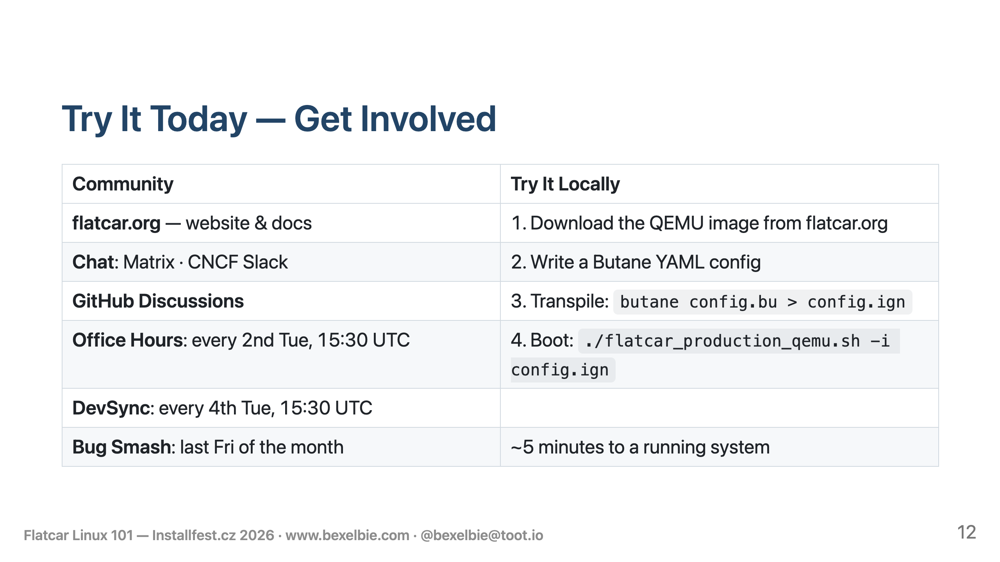 Try It Today — Get Involved
Community
Try It Locally
flatcar.org — website & docs
1. Download the QEMU image from flatcar.org
Chat: Matrix · CNCF Slack
2. Write a Butane YAML config
GitHub Discussions
3. Transpile: butane config.bu > config.ign
Office Hours: every 2nd Tue, 15:30 UTC
4. Boot: ./flatcar_production_qemu.sh -i
config.ign
DevSync: every 4th Tue, 15:30 UTC
Bug Smash: last Fri of the month
~5 minutes to a running system
Flatcar Linux 101 — Installfest.cz 2026 · www.bexelbie.com · @bexelbie@toot.io
12